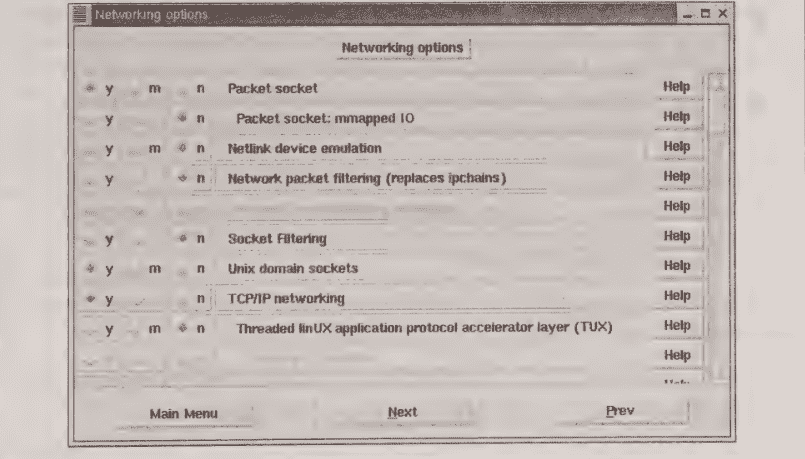 Networking options
Networking options
y m n Packet socket Help
y n Packet socket: mmapped IO Help
y m n Netlink device emulation Help
y n Network packet filtering (replaces ipchains) Help
Help
y n Socket Filtering Help
y m n Unix domain sockets Help
y n TCP/IP networking Help
y m n Threaded linUX application protocol accelerator layer (TUX) Help
Help
Main Menu Next Prev